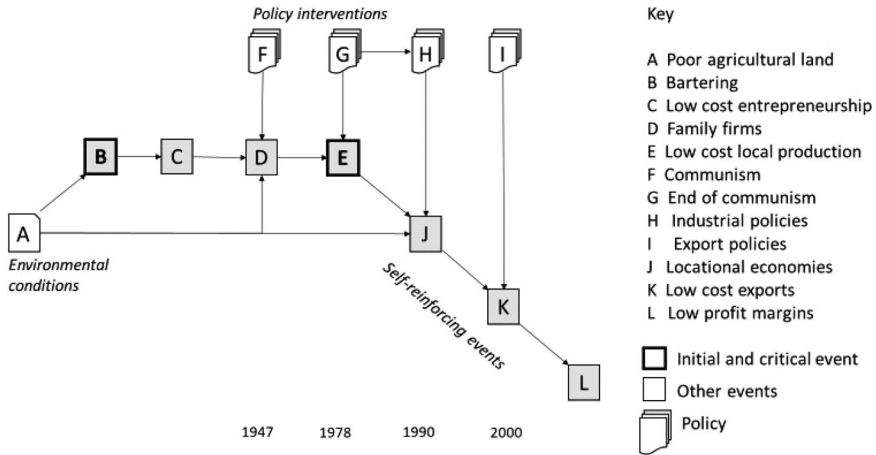 Policy interventions
F
G
H
I
B
C
D
E
A
J
Environmental
conditions
Self-reinforcing events
K
L
1947
1978
1990
2000
Key
A Poor agricultural land
B Bartering
C Low cost entrepreneurship
D Family firms
E Low cost local production
F Communism
G End of communism
H Industrial policies
I Export policies
J Locational economies
K Low cost exports
L Low profit margins
Initial and critical event
Other events
Policy